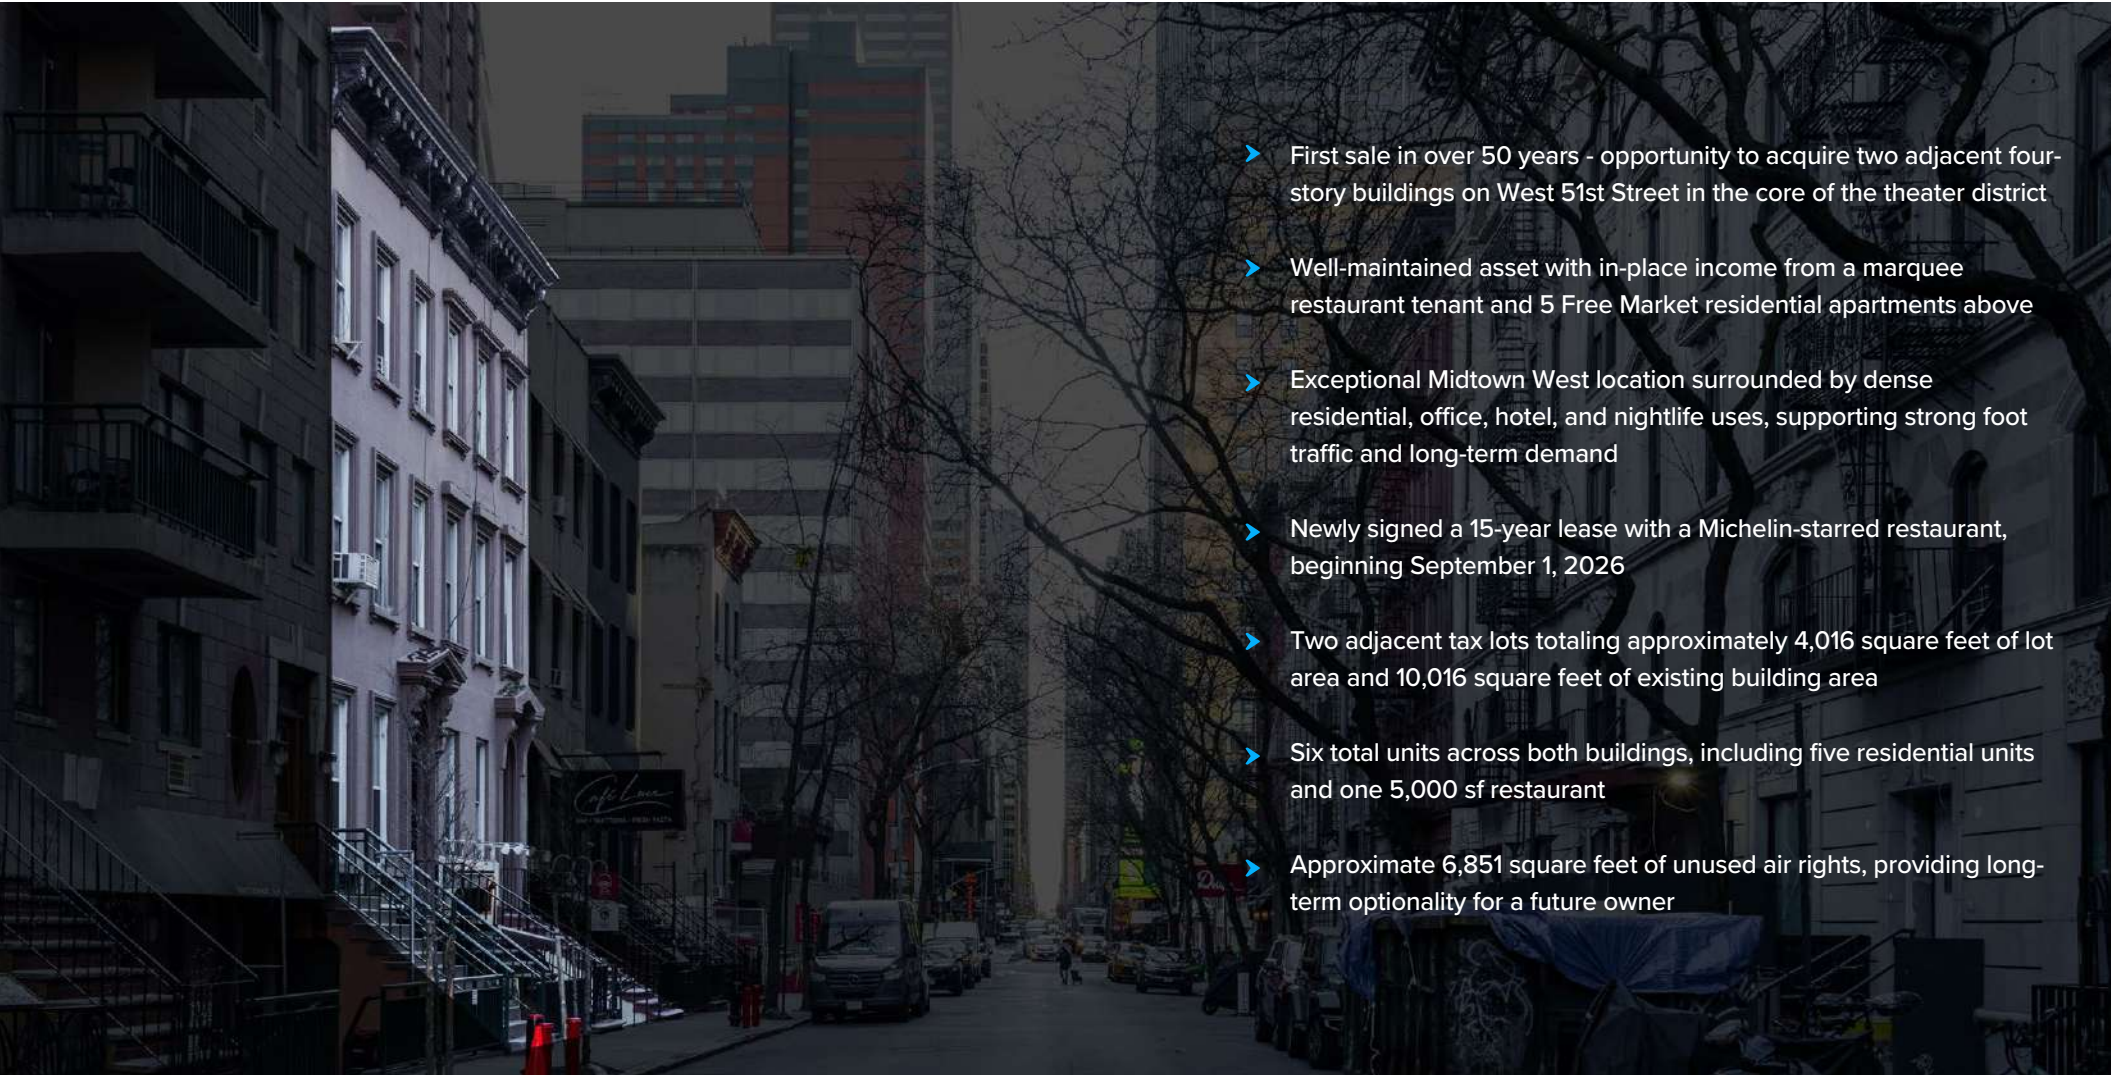 First sale in over 50 years - opportunity to acquire two adjacent four-
story buildings on West 51st Street in the core of the theater district
Well-maintained asset with in-place income from a marquee
restaurant tenant and 5 Free Market residential apartments above
Exceptional Midtown West location surrounded by dense
residential, office, hotel, and nightlife uses, supporting strong foot
traffic and long-term demand
Newly signed a 15-year lease with a Michelin-starred restaurant,
beginning September 1, 2026
Two adjacent tax lots totaling approximately 4,016 square feet of lot
area and 10,016 square feet of existing building area
Six total units across both buildings, including five residential units
and one 5,000 sf restaurant
Approximate 6,851 square feet of unused air rights, providing long-
term optionality for a future owner